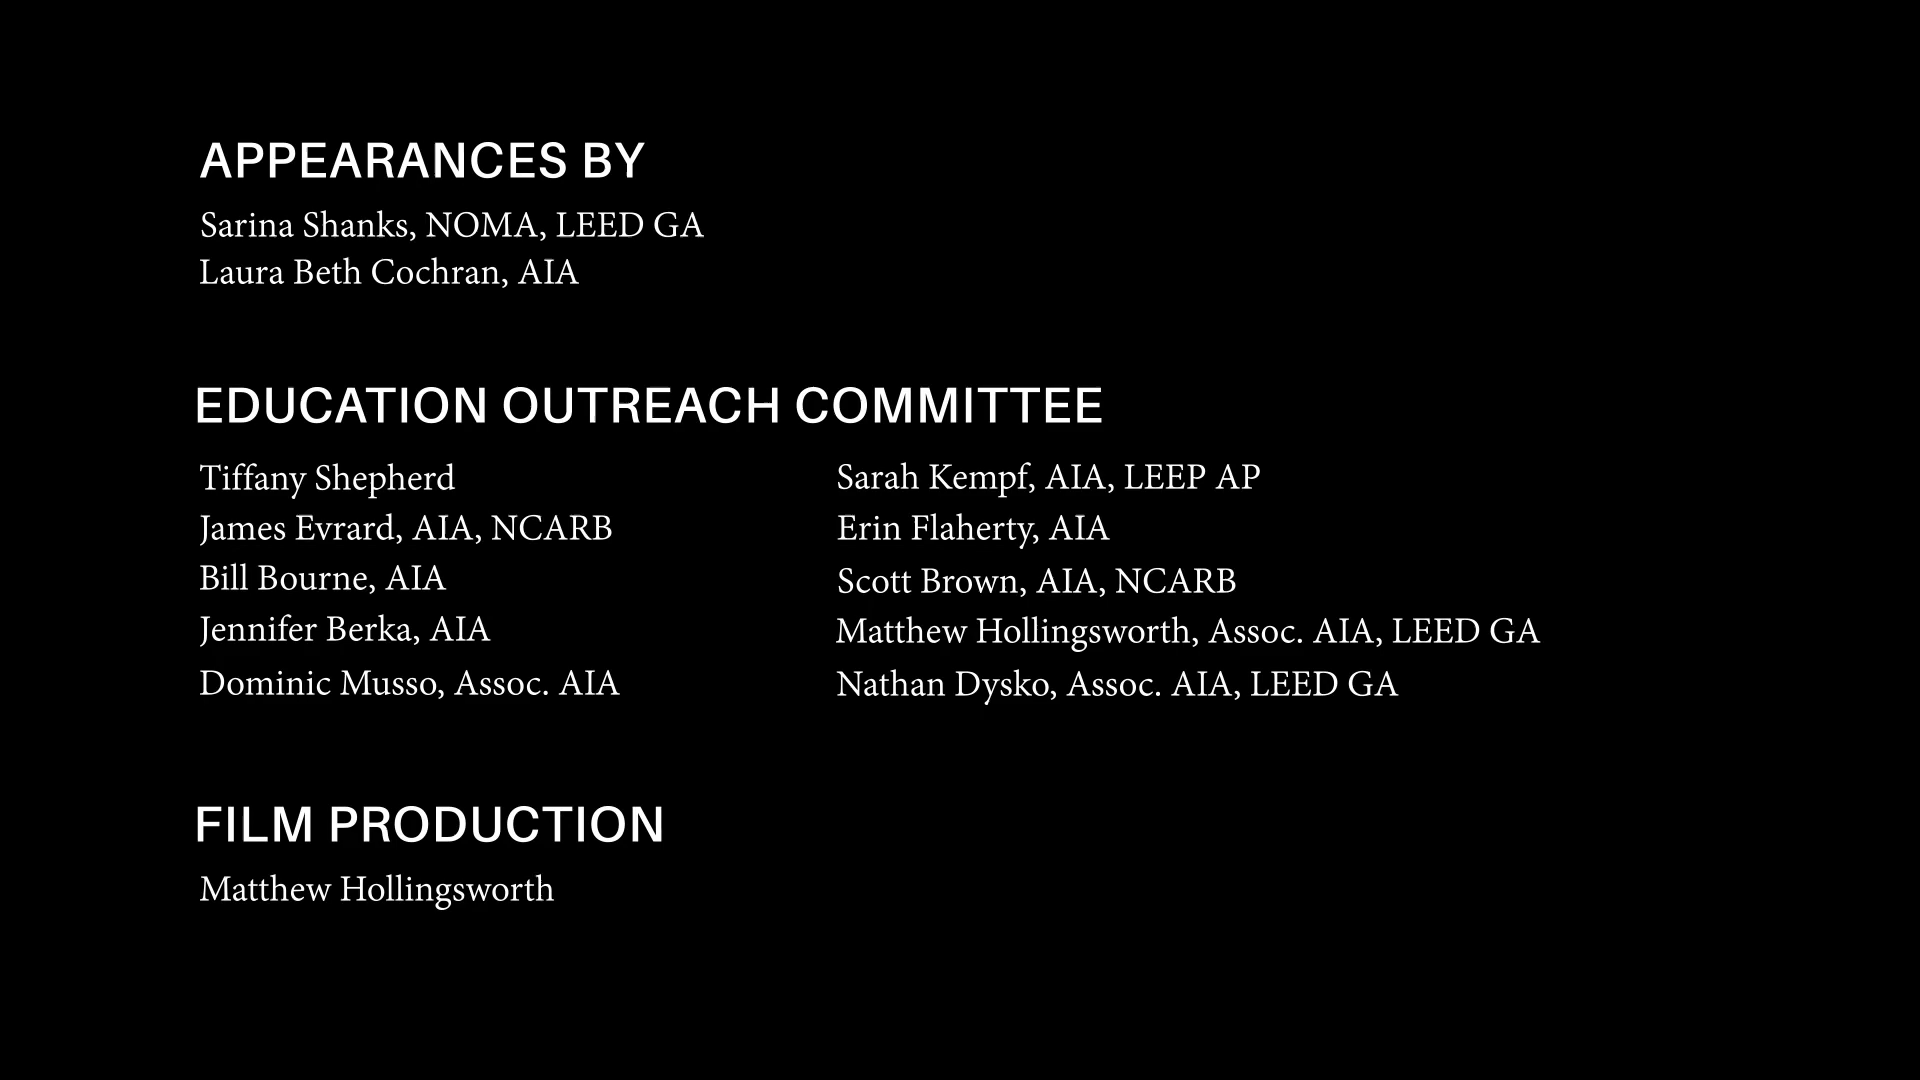 APPEARANCES BY
Sarina Shanks, NOMA, LEED GA
Laura Beth Cochran, AIA
EDUCATION OUTREACH COMMITTEE
Tiffany Shepherd
James Evrard, AIA, NCARB
Bill Bourne, AIA
Jennifer Berka, AIA
Dominic Musso, Assoc. AIA
Sarah Kempf, AIA, LEEP AP
Erin Flaherty, AIA
Scott Brown, AIA, NCARB
Matthew Hollingsworth, Assoc. AIA, LEED GA
Nathan Dysko, Assoc. AIA, LEED GA
FILM PRODUCTION
Matthew Hollingsworth